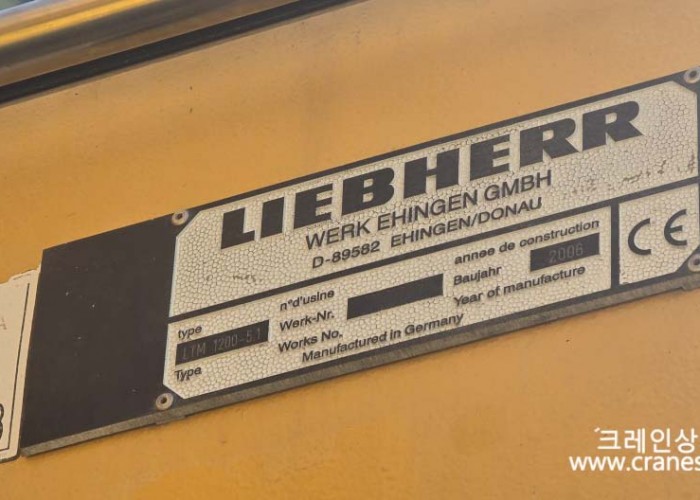 LIEBHERR
WERK EHINGEN GMBH
D-89582 EHINGEN/DONAU
type
LTM 1200-5.1
Type
n°d'usine
Werk-Nr.
Works No.
annee de construction
Baujahr
2006
Year of manufacture
Manufactured in Germany
CE
크레인상
www.cranes